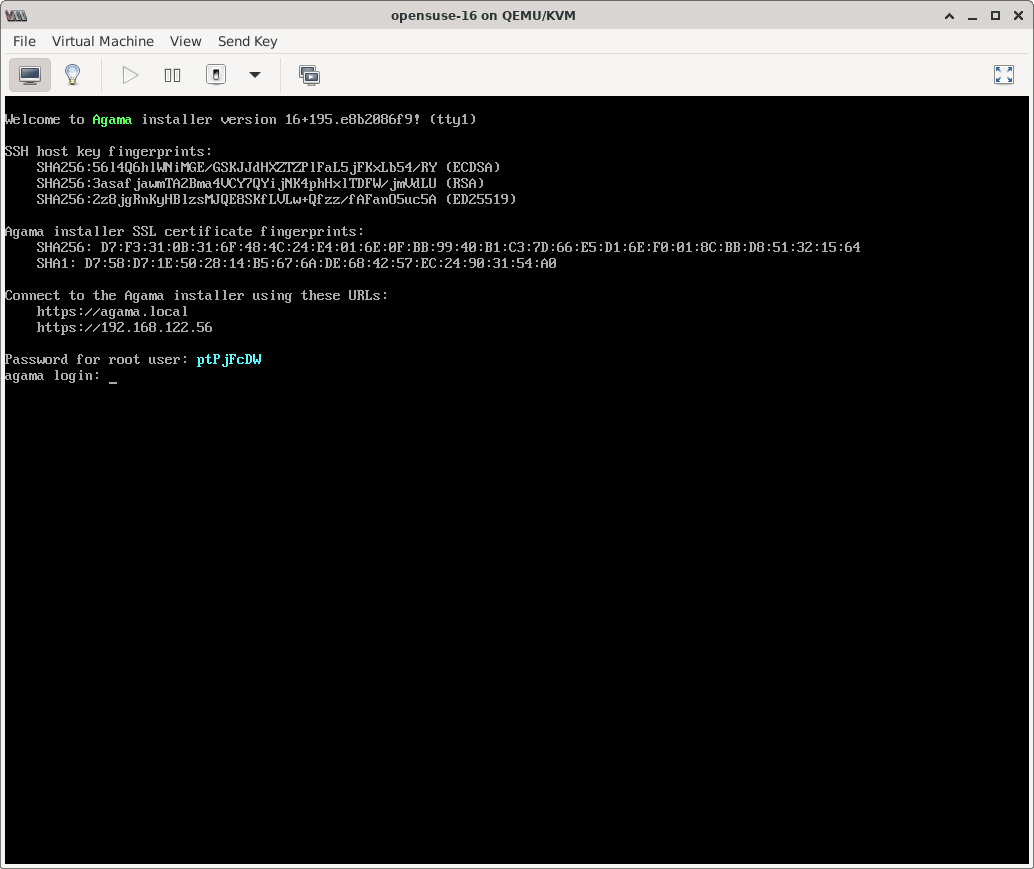 opensuse-16 on QEMU/KVM
File Virtual Machine View Send Key
Welcome to Agama installer version 16+195.e8b2086f9! (tty1)
SSH host key fingerprints:
SHA256:56l4Q6hlWNiMGE/GSKJJdHXZTZPlFaL5jFKxLb54/RY (ECDSA)
SHA256:3asafjawmTA2Bma4VCY7QYijNK4phHxlTDFW/jmVdLU (RSA)
SHA256:2z8jgRnKyHBlzsMJQE8SKfLVLw+Qfzz/fAFanO5uc5A (ED25519)
Agama installer SSL certificate fingerprints:
SHA256: D7:F3:31:0B:31:6F:48:4C:24:E4:01:6E:0F:BB:99:40:B1:C3:7D:66:E5:D1:6E:F0:01:8C:BB:D8:51:32:15:64
SHA1: D7:58:D7:1E:50:28:14:B5:67:6A:DE:68:42:57:EC:24:90:31:54:A0
Connect to the Agama installer using these URLs:
https://agama.local
https://192.168.122.56
Password for root user: ptPjFcDW
agama login: _